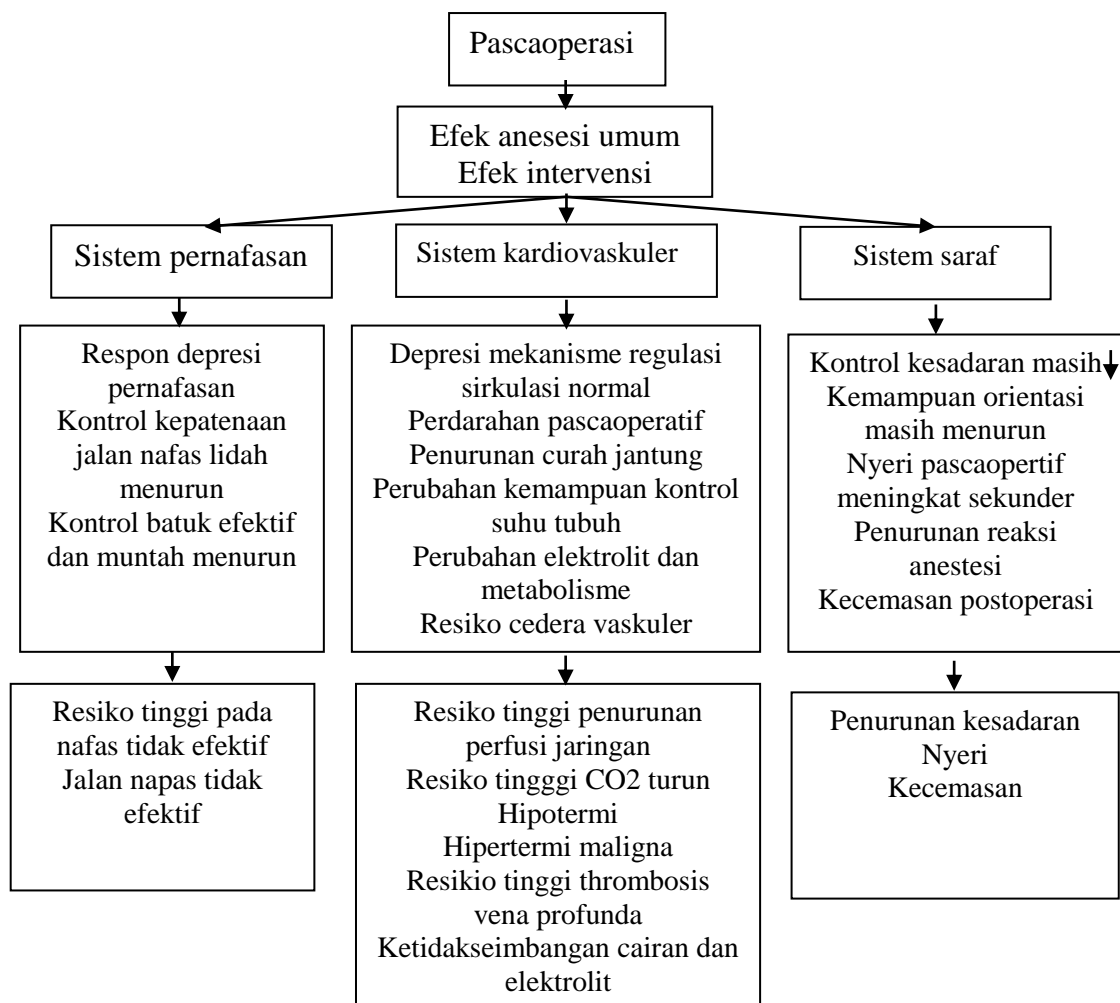 Pascaoperasi
Efek anesesi umum
Efek intervensi
Sistem pernafasan
Sistem kardiovaskuler
Sistem saraf
Respon depresi
pernafasan
Kontrol kepatenaan
jalan nafas lidah
menurun
Kontrol batuk efektif
dan muntah menurun
Depresi mekanisme regulasi
sirkulasi normal
Perdarahan pascaoperatif
Penurunan curah jantung
Perubahan kemampuan kontrol
suhu tubuh
Perubahan elektrolit dan
metabolisme
Resiko cedera vaskuler
Kontrol kesadaran masih
Kemampuan orientasi
masih menurun
Nyeri pascaopertif
meningkat sekunder
Penurunan reaksi
anestesi
Kecemasan postoperasi
Resiko tinggi pada
nafas tidak efektif
Jalan napas tidak
efektif
Resiko tinggi penurunan
perfusi jaringan
Resiko tingggi CO2 turun
Hipotermi
Hipertermi maligna
Resikio tinggi thrombosis
vena profunda
Ketidakseimbangan cairan dan
elektrolit
Penurunan kesadaran
Nyeri
Kecemasan